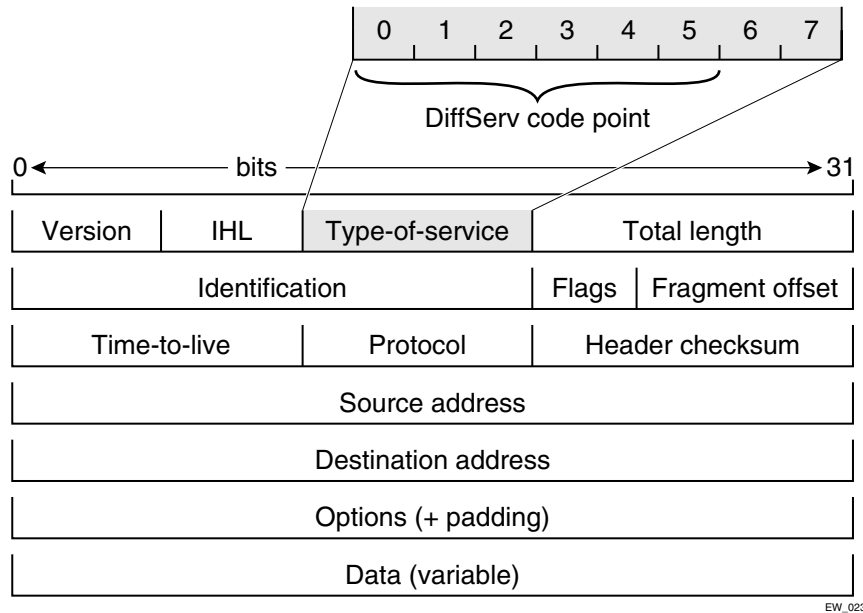 0 1 2 3 4 5 6 7
DiffServ code point
0 bits 31
Version IHL Type-of-service Total length
Identification Flags Fragment offset
Time-to-live Protocol Header checksum
Source address
Destination address
Options (+ padding)
Data (variable)
EW_023